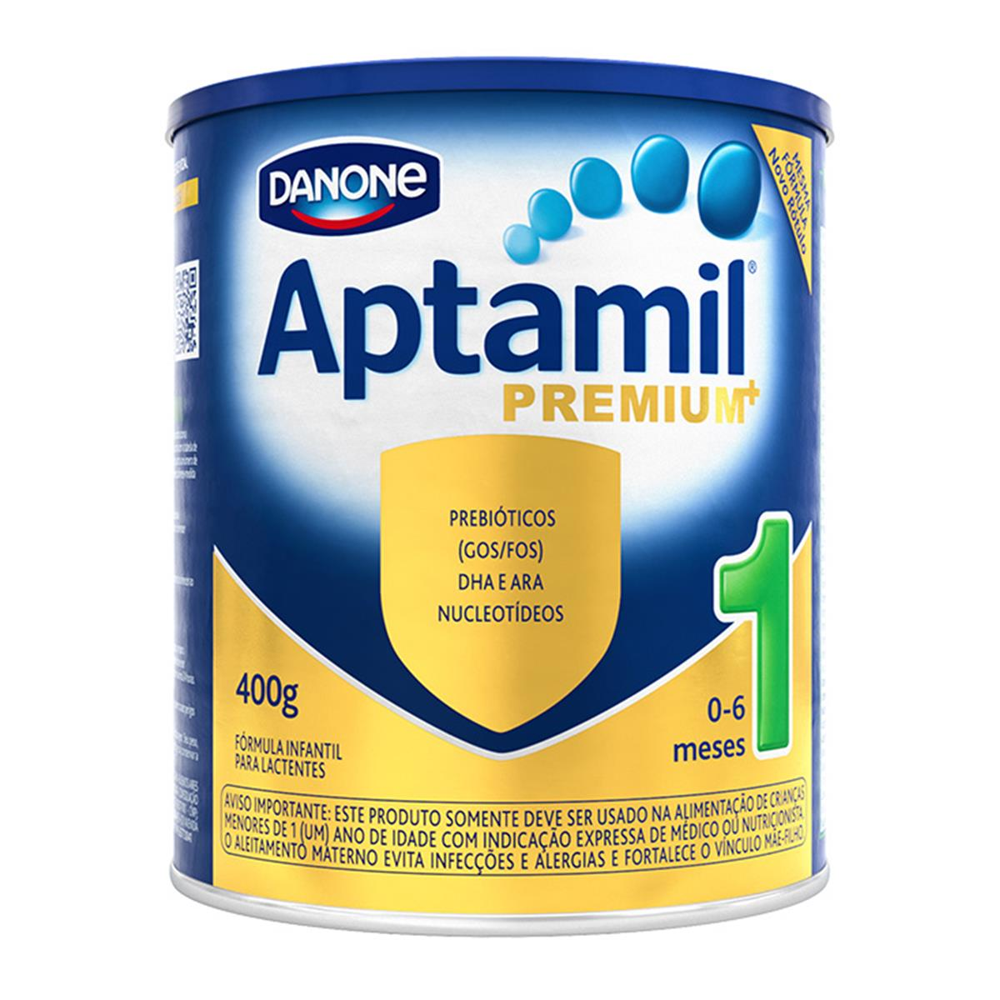 DANONE
MESMA
FÓRMULA
NOVO RÓTULO
Aptamil®
PREMIUM+
PREBIÓTICOS
(GOS/FOS)
DHA E ARA
NUCLEOTÍDEOS
1
400g
0-6
meses
FÓRMULA INFANTIL
PARA LACTENTES
AVISO IMPORTANTE: ESTE PRODUTO SOMENTE DEVE SER USADO NA ALIMENTAÇÃO DE CRIANÇAS
MENORES DE 1 (UM) ANO DE IDADE COM INDICAÇÃO EXPRESSA DE MÉDICO OU NUTRICIONISTA.
O ALEITAMENTO MATERNO EVITA INFECÇÕES E ALERGIAS E FORTALECE O VÍNCULO MÃE-FILHO.